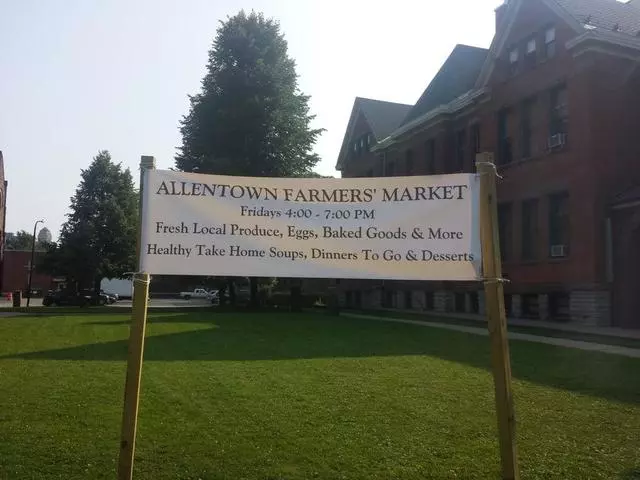 ALLENTOWN FARMERS' MARKET
Fridays 4:00 - 7:00 PM
Fresh Local Produce, Eggs, Baked Goods & More
Healthy Take Home Soups, Dinners To Go & Desserts